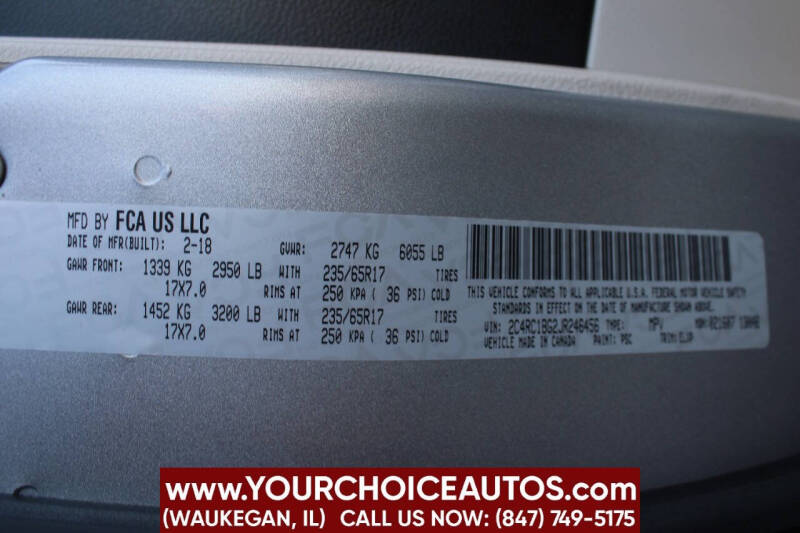 MFD BY FCA US LLC
DATE OF MFR(BUILT): 2-18 GVWR: 2747 KG 6055 LB
GAWR FRONT: 1339 KG 2950 LB WITH 235/65R17 TIRES
17X7.0 RIMS AT 250 KPA ( 36 PSI) COLD
GAWR REAR: 1452 KG 3200 LB WITH 235/65R17 TIRES
17X7.0 RIMS AT 250 KPA ( 36 PSI) COLD
THIS VEHICLE CONFORMS TO ALL APPLICABLE U.S.A. FEDERAL MOTOR VEHICLE SAFETY
STANDARDS IN EFFECT ON THE DATE OF MANUFACTURE SHOWN ABOVE.
VIN: 2C4RC1BG2JR246456 TYPE: MPV MDH: 021607
VEHICLE MADE IN CANADA PAINT: PSC TRIM:
WWW.YOURCHOICEAUTOS.COM
(WAUKEGAN, IL) CALL US NOW: (847) 749-5175